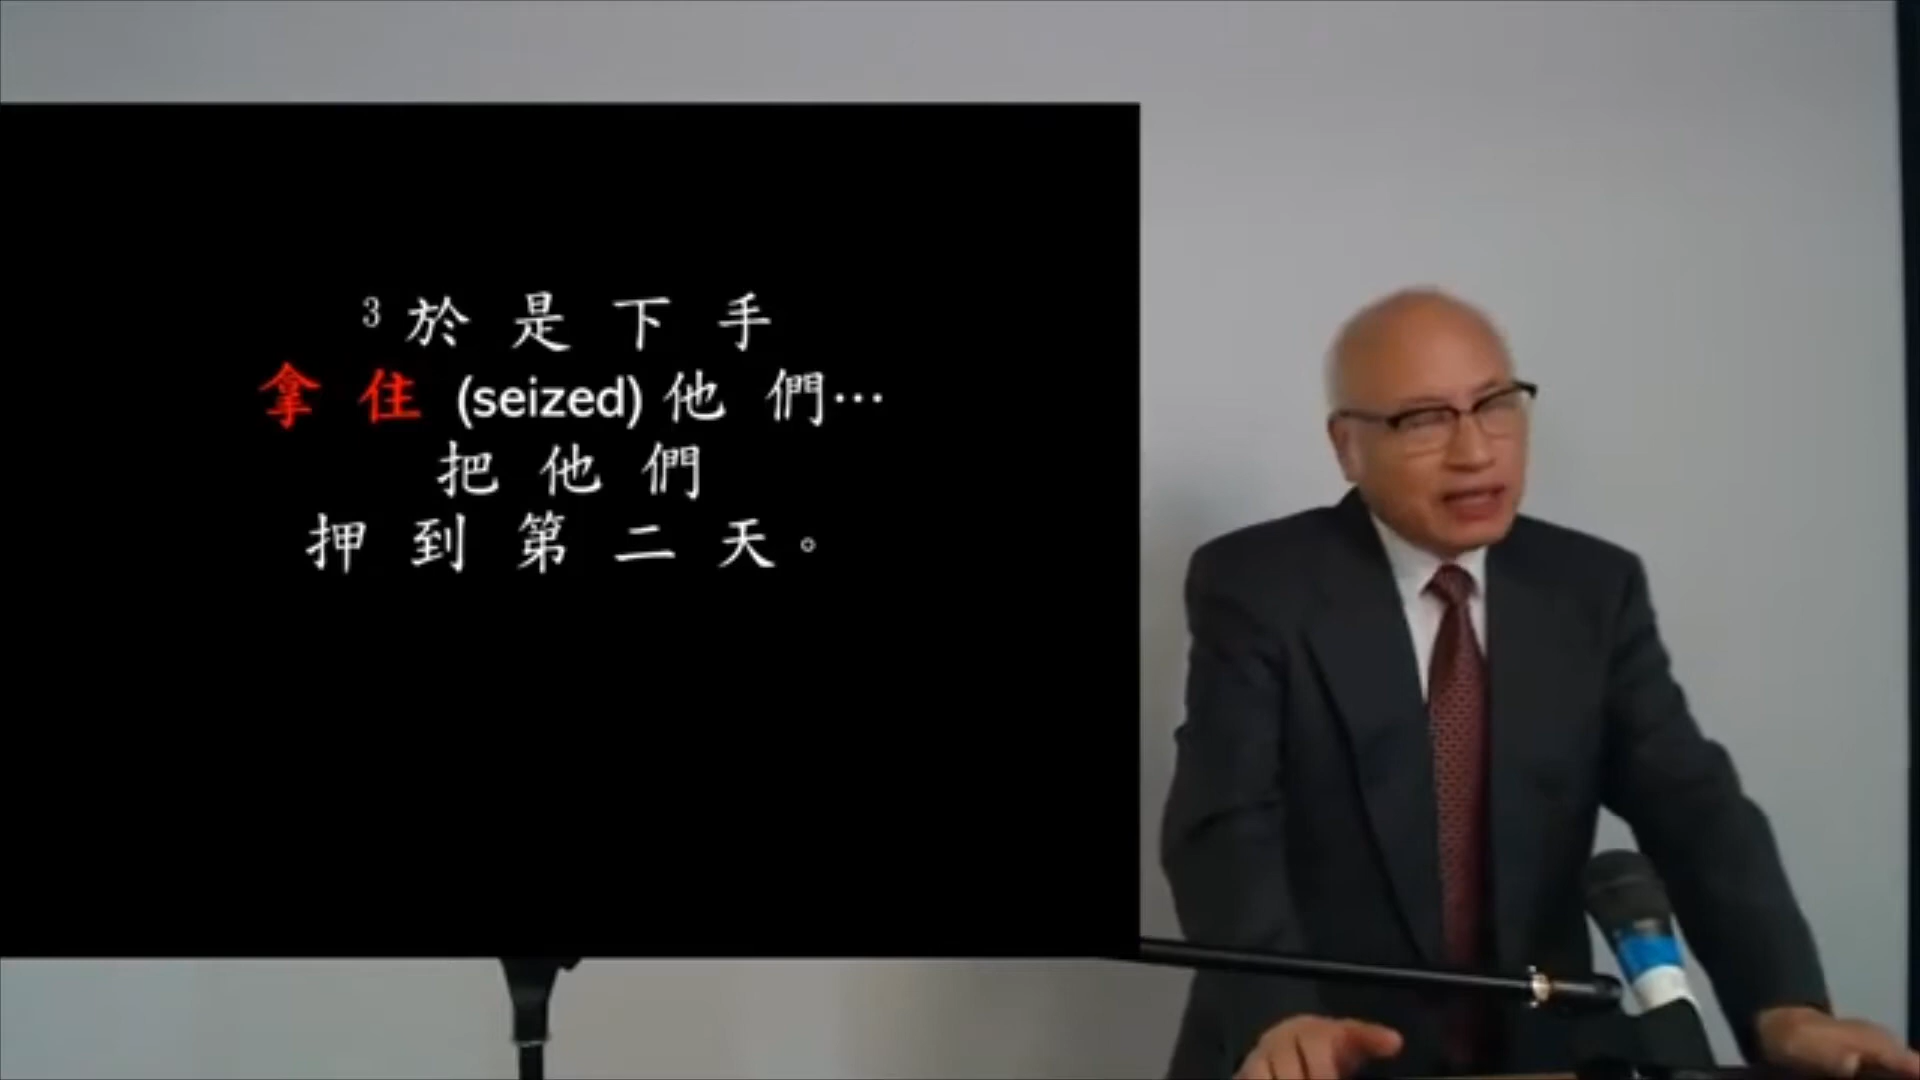 3 於是下手
拿住 (seized) 他們…
把他們
押到第二天。